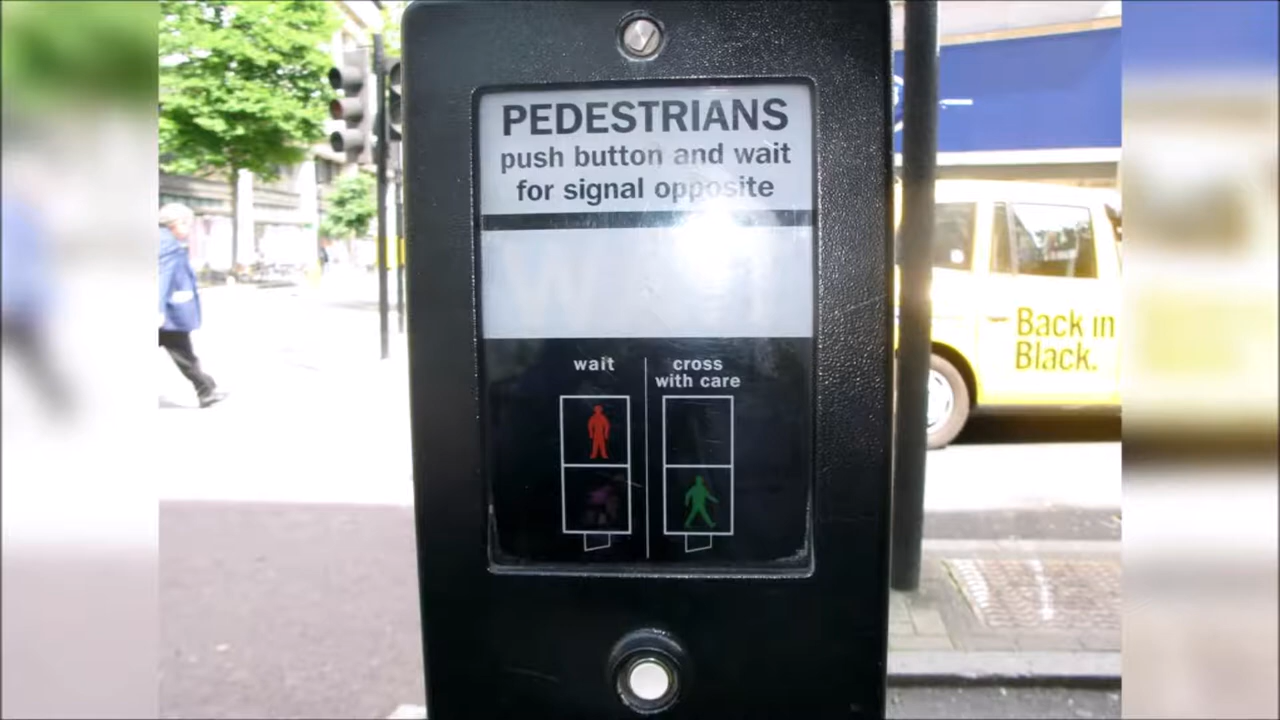 PEDESTRIANS
push button and wait
for signal opposite
wait
cross
with care
Back in
Black.